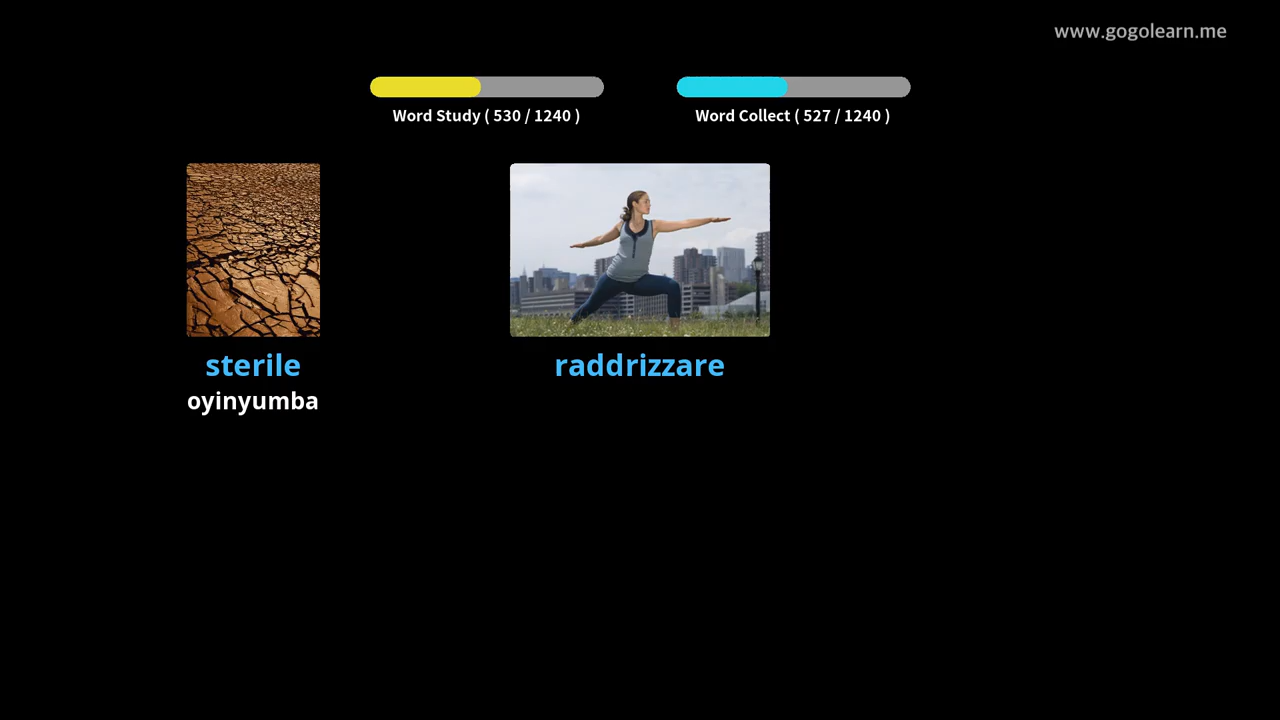 www.gogolearn.me
Word Study ( 530 / 1240 )
Word Collect ( 527 / 1240 )
sterile
oyinyumba
raddrizzare